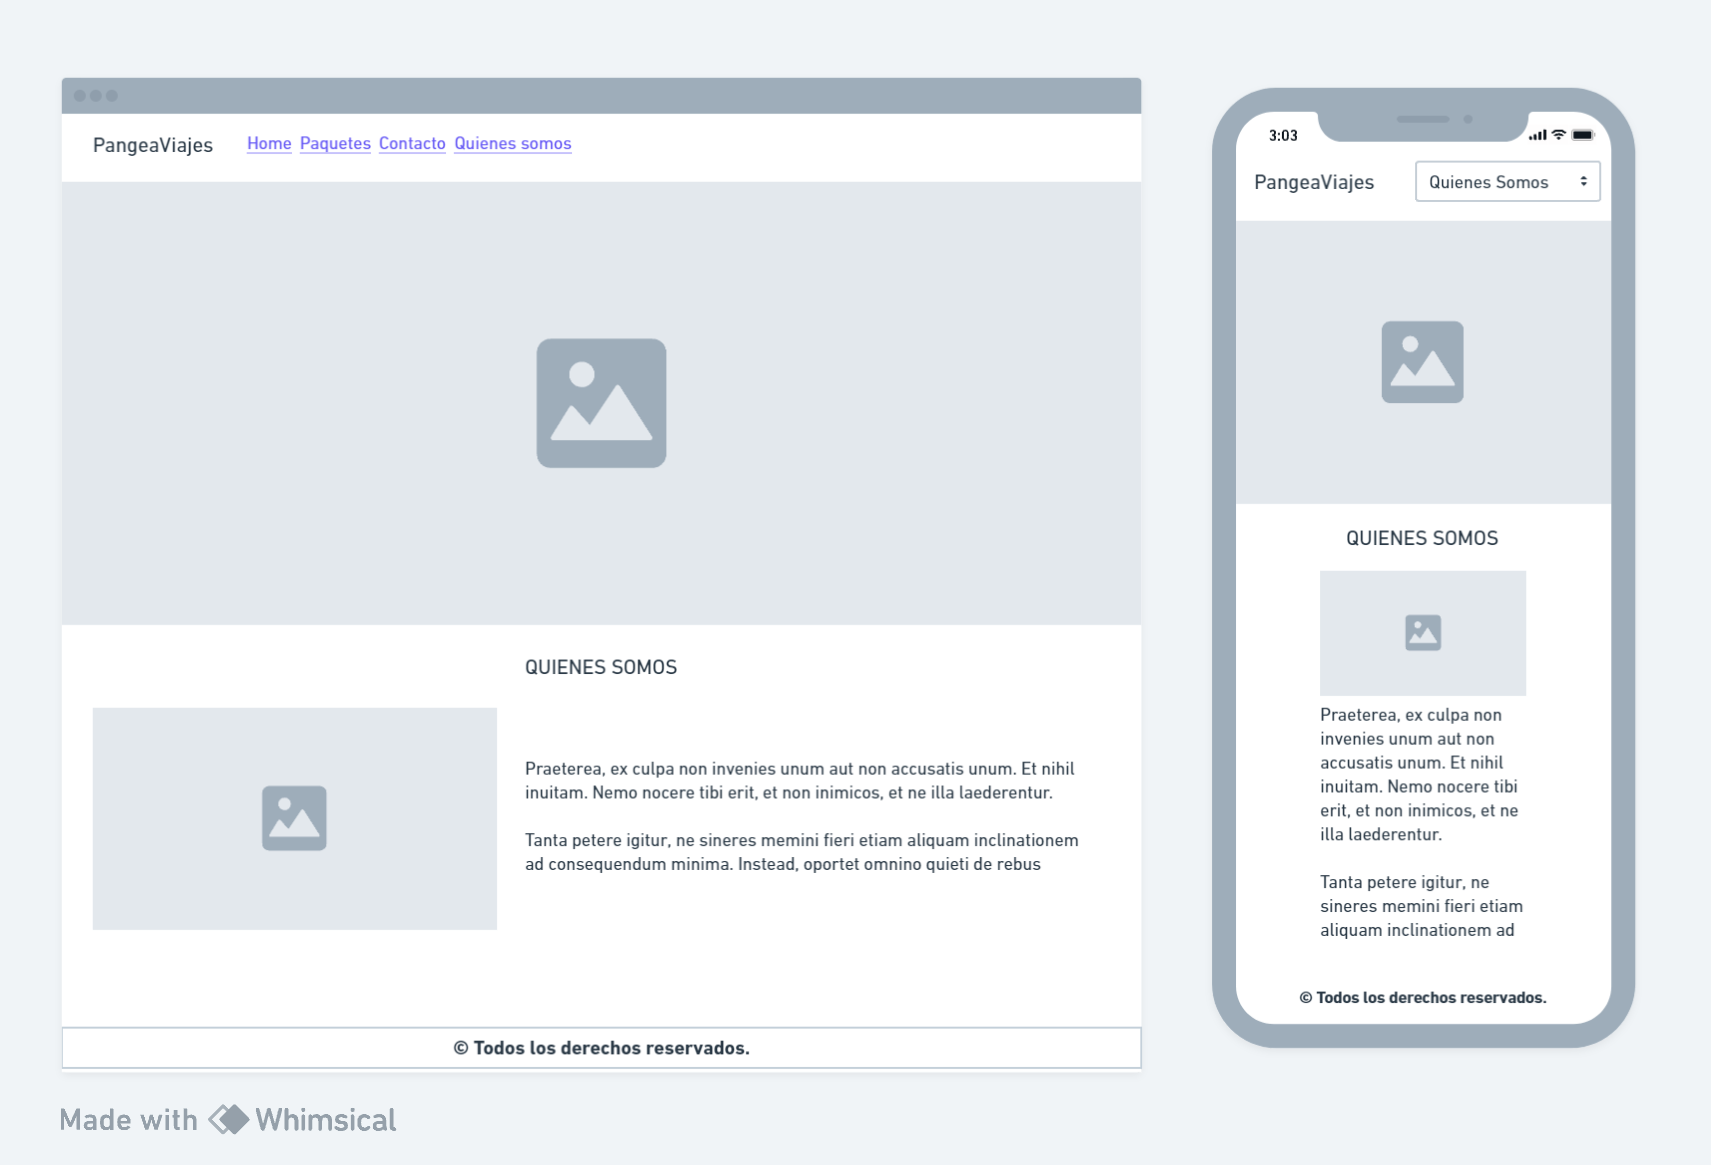 PangeaViajes Home Paquetes Contacto Quienes somos
QUIENES SOMOS
Praeterea, ex culpa non invenies unum aut non accusatis unum. Et nihil
inuitam. Nemo nocere tibi erit, et non inimicos, et ne illa laederentur.
Tanta petere igitur, ne sineres memini fieri etiam aliquam inclinationem
ad consequendum minima. Instead, oportet omnino quieti de rebus
© Todos los derechos reservados.
3:03
PangeaViajes Quienes Somos
QUIENES SOMOS
Praeterea, ex culpa non
invenies unum aut non
accusatis unum. Et nihil
inuitam. Nemo nocere tibi
erit, et non inimicos, et ne
illa laederentur.
Tanta petere igitur, ne
sineres memini fieri etiam
aliquam inclinationem ad
© Todos los derechos reservados.
Made with Whimsical